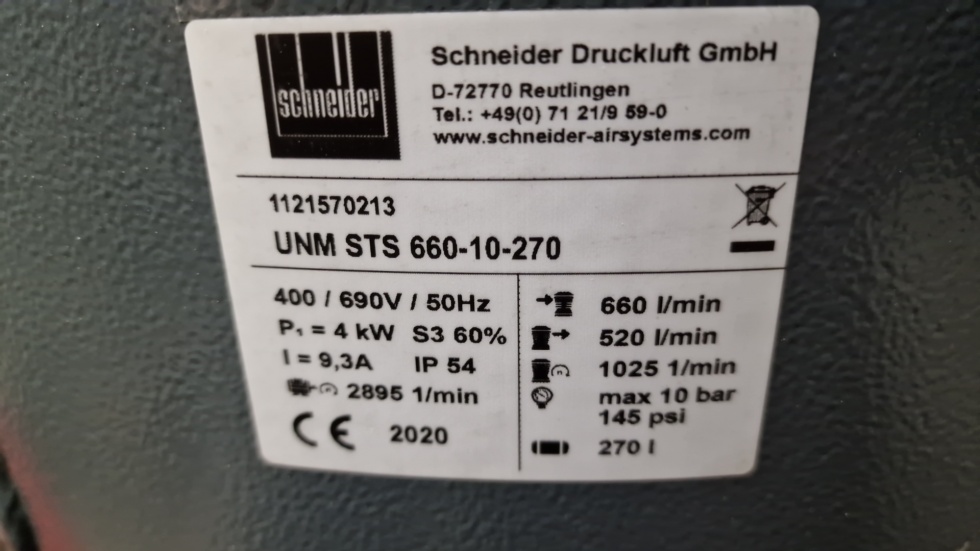 schneider
Schneider Druckluft GmbH
D-72770 Reutlingen
Tel.: +49(0) 71 21/9 59-0
www.schneider-airsystems.com
1121570213
UNM STS 660-10-270
400 / 690V / 50Hz
P₁ = 4 kW S3 60%
I = 9,3A IP 54
2895 1/min
CE 2020
660 l/min
520 l/min
1025 1/min
max 10 bar
145 psi
270 l